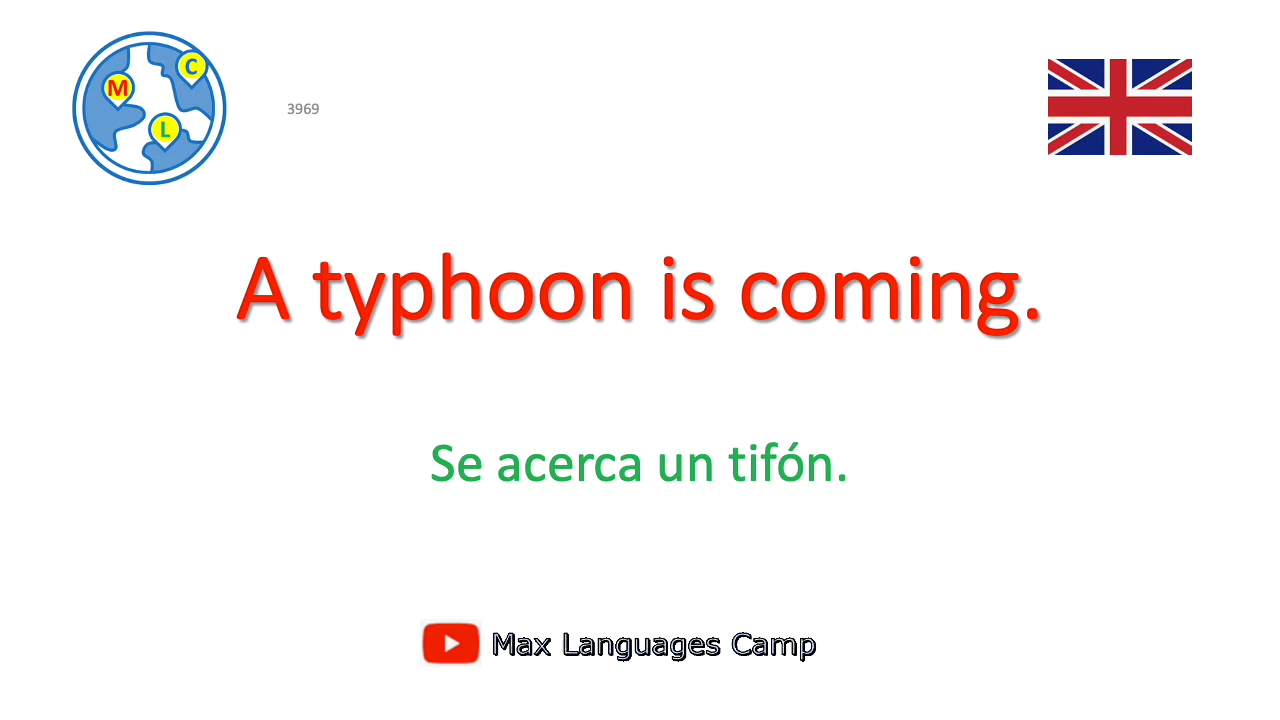 C
M
L
3969
A typhoon is coming.
Se acerca un tifón.
Max Languages Camp